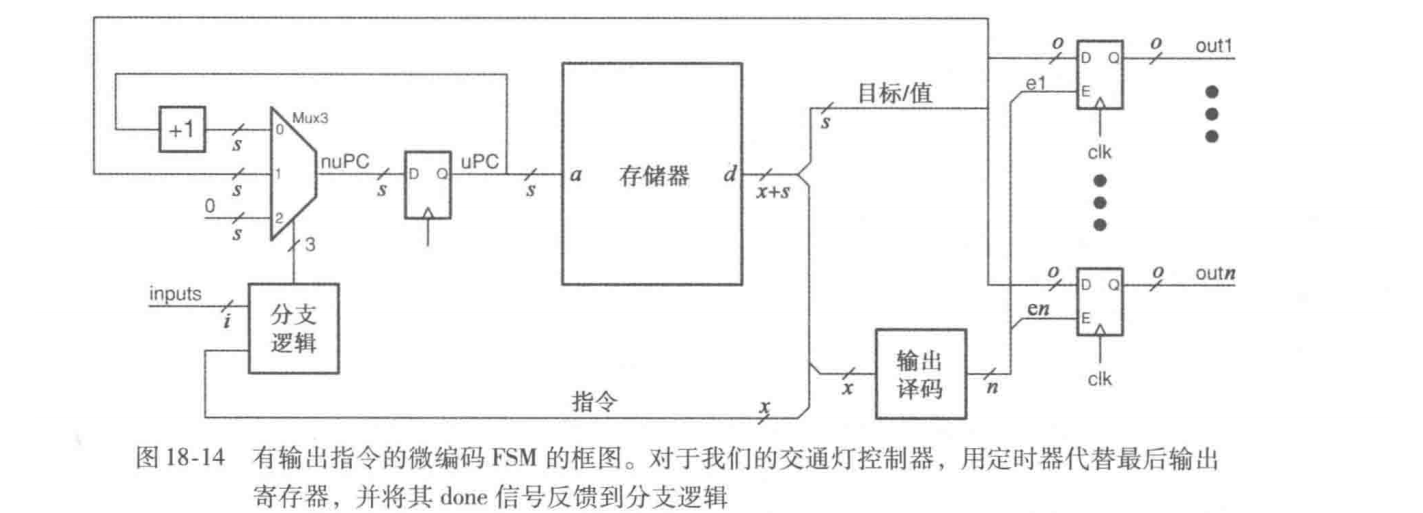 o
o
out1
D
Q
目标/值
e1
E
s
+1
Mux3
0
s
clk
nuPC
uPC
1
s
s
D
Q
s
a
存储器
d
x+s
0
2
s
3
o
o
outn
D
Q
inputs
i
分支
逻辑
en
E
输出
译码
x
n
clk
指令
x
图 18-14 有输出指令的微编码 FSM 的框图。对于我们的交通灯控制器，用定时器代替最后输出
寄存器，并将其 done 信号反馈到分支逻辑